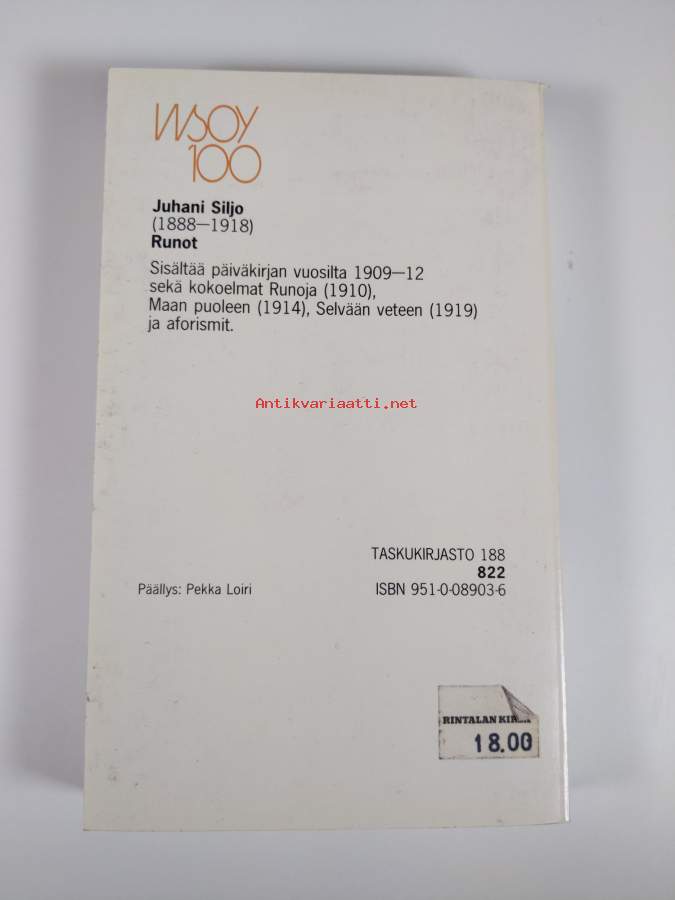 WSOY
100
Juhani Siljo
(1888—1918)
Runot
Sisältää päiväkirjan vuosilta 1909—12
sekä kokoelmat Runoja (1910),
Maan puoleen (1914), Selvään veteen (1919)
ja aforismit.
Antikvariaatti.net
TASKUKIRJASTO 188
822
Päällys: Pekka Loiri
ISBN 951-0-08903-6
RINTALAN
18.00